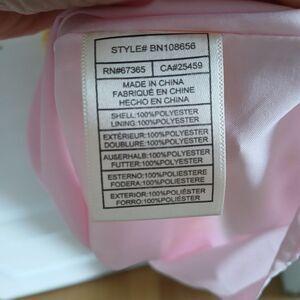 STYLE# BN108656
RN#67365 CA#25459
MADE IN CHINA
FABRIQUÉ EN CHINE
HECHO EN CHINA
SHELL:100%POLYESTER
LINING:100%POLYESTER
EXTÉRIEUR:100%POLYESTER
DOUBLURE:100%POLYESTER
AUßERHALB:100%POLYESTER
FUTTER:100%POLYESTER
ESTERNO:100%POLIESTERE
FODERA:100%POLIESTERE
EXTERIOR:100%POLIÉSTER
FORRO:100%POLIÉSTER